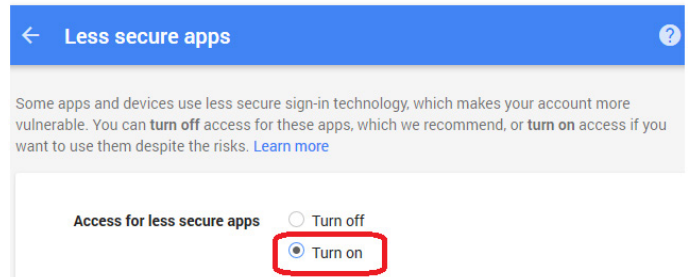 Less secure apps
Some apps and devices use less secure sign-in technology, which makes your account more
vulnerable. You can turn off access for these apps, which we recommend, or turn on access if you
want to use them despite the risks. Learn more
Access for less secure apps Turn off
Turn on